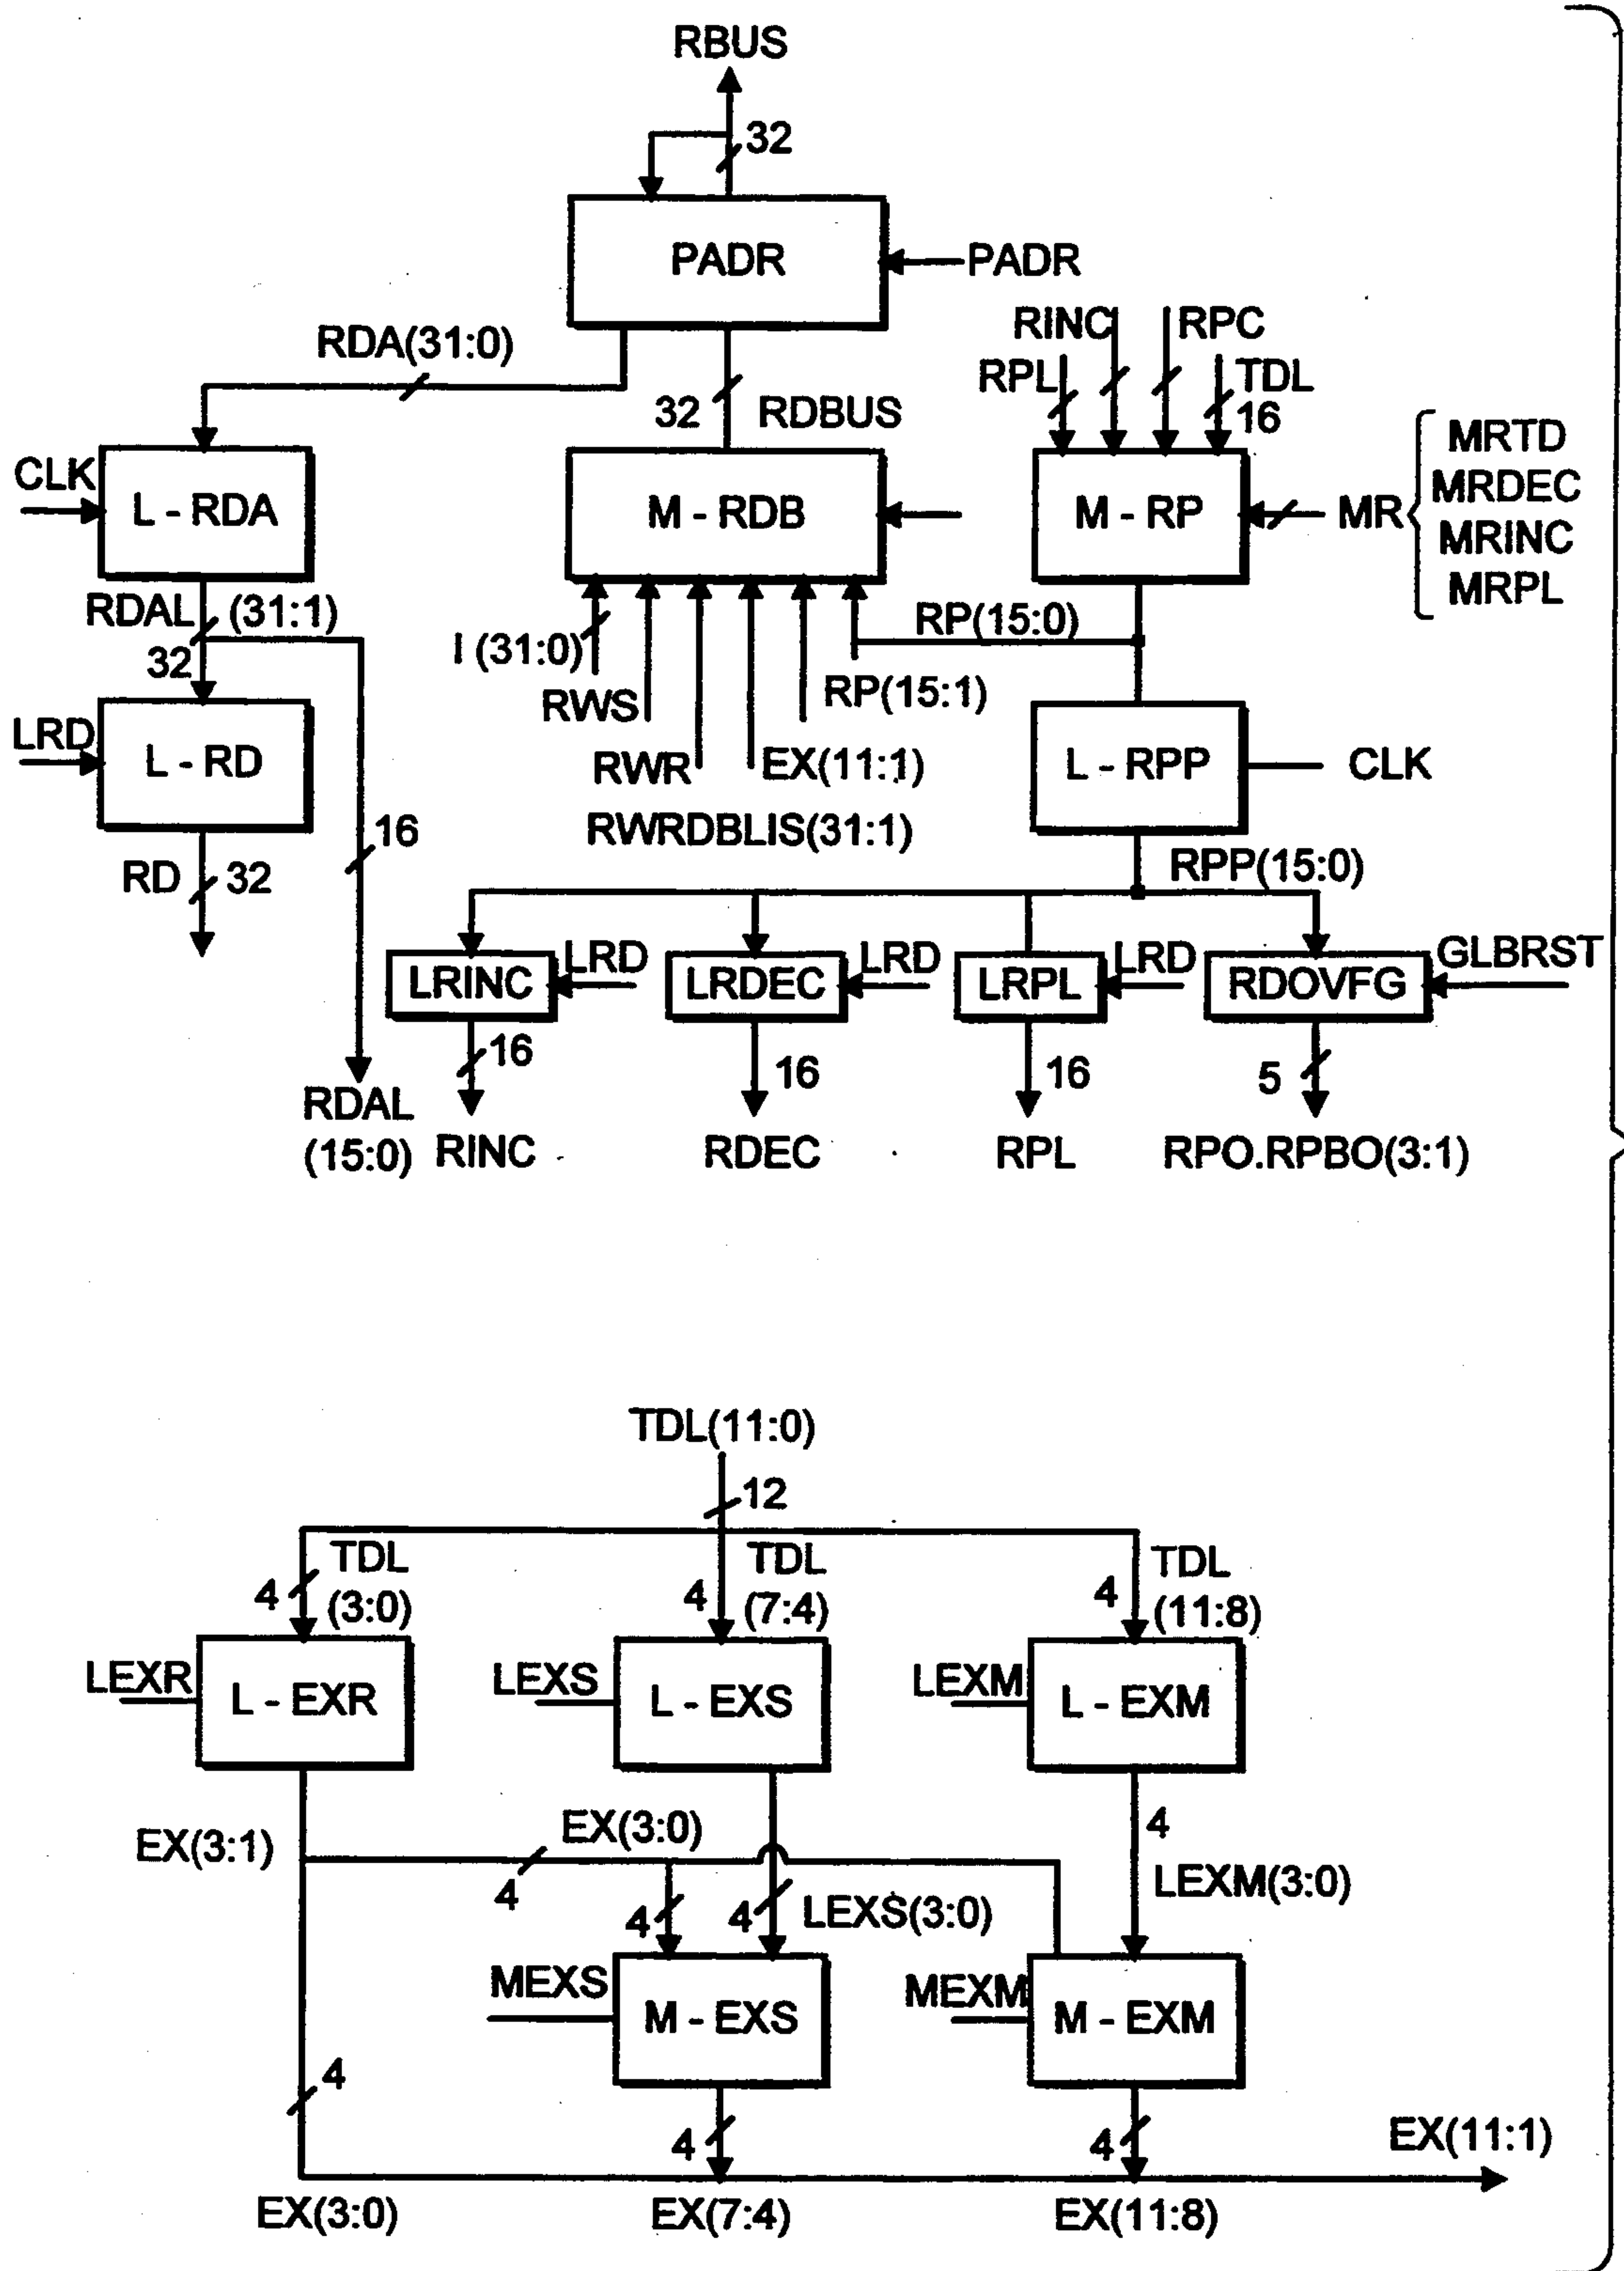 RBUS
32
PADR
PADR
RDA(31:0)
RINC
RPC
RPL
TDL
16
32
RDBUS
CLK
L - RDA
M - RDB
M - RP
MR
MRTD
MRDEC
MRINC
MRPL
RDAL
(31:1)
32
I (31:0)
RP(15:0)
RWS
RP(15:1)
LRD
L - RD
RWR
EX(11:1)
L - RPP
CLK
RWRDBLIS(31:1)
16
RD
32
RPP(15:0)
LRINC
LRD
LRDEC
LRD
LRPL
LRD
RDOVFG
GLBRST
16
16
16
5
RDAL
(15:0)
RINC
RDEC
RPL
RPO.RPBO(3:1)
TDL(11:0)
12
4
TDL
(3:0)
4
TDL
(7:4)
4
TDL
(11:8)
LEXR
L - EXR
LEXS
L - EXS
LEXM
L - EXM
EX(3:1)
EX(3:0)
4
4
4
4
LEXS(3:0)
LEXM(3:0)
MEXS
M - EXS
MEXM
M - EXM
4
4
4
EX(11:1)
EX(3:0)
EX(7:4)
EX(11:8)